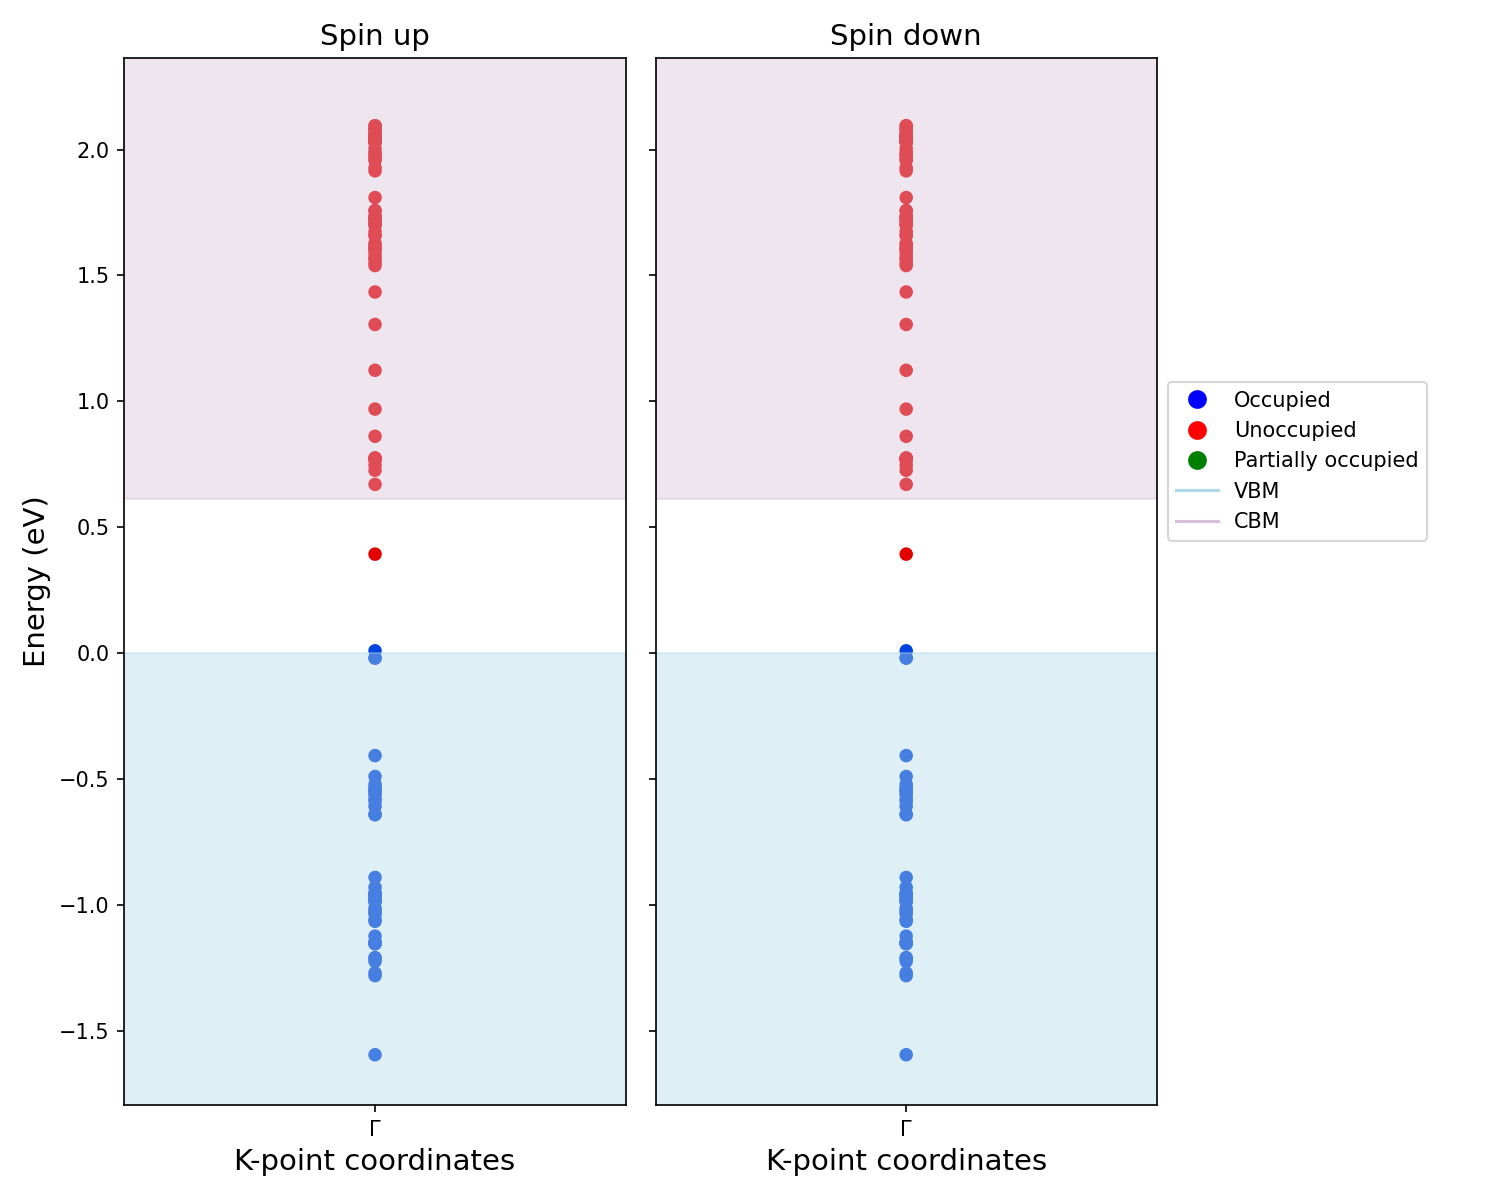 Spin up
Spin down
Energy (eV)
2.0
1.5
1.0
0.5
0.0
−0.5
−1.0
−1.5
Γ
Γ
K-point coordinates
K-point coordinates
Occupied
Unoccupied
Partially occupied
VBM
CBM